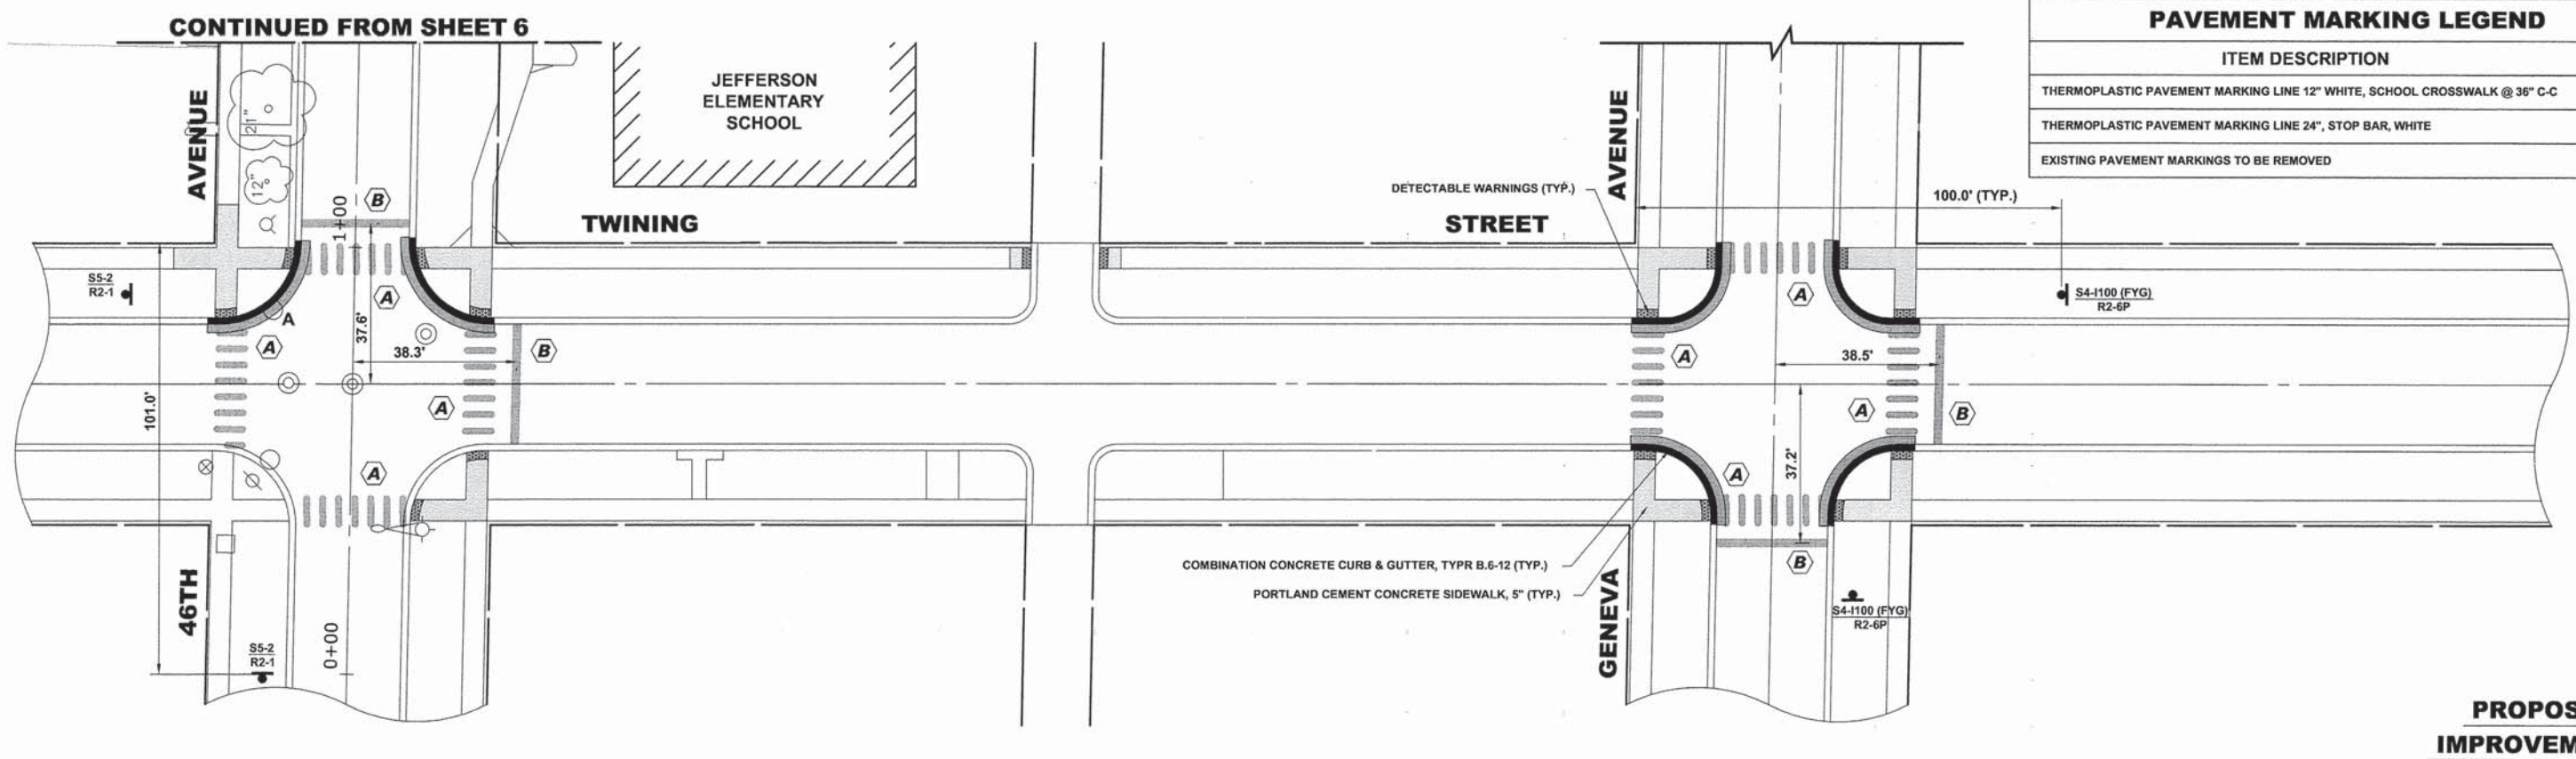 CONTINUED FROM SHEET 6
PAVEMENT MARKING LEGEND
ITEM DESCRIPTION
THERMOPLASTIC PAVEMENT MARKING LINE 12" WHITE, SCHOOL CROSSWALK @ 36" C-C
THERMOPLASTIC PAVEMENT MARKING LINE 24", STOP BAR, WHITE
EXISTING PAVEMENT MARKINGS TO BE REMOVED
JEFFERSON
ELEMENTARY
SCHOOL
AVENUE
21"
12"
1+00
B
TWINING
STREET
DETECTABLE WARNINGS (TYP.)
AVENUE
100.0' (TYP.)
S5-2
R2-1
A
A
37.6'
38.3'
A
B
A
A
101.0'
46TH
S5-2
R2-1
0+00
A
A
38.5'
A
B
37.2'
A
B
S4-I100 (FYG)
R2-6P
COMBINATION CONCRETE CURB & GUTTER, TYPR B.6-12 (TYP.)
PORTLAND CEMENT CONCRETE SIDEWALK, 5" (TYP.)
GENEVA
S4-I100 (FYG)
R2-6P
PROPOS
IMPROVEM